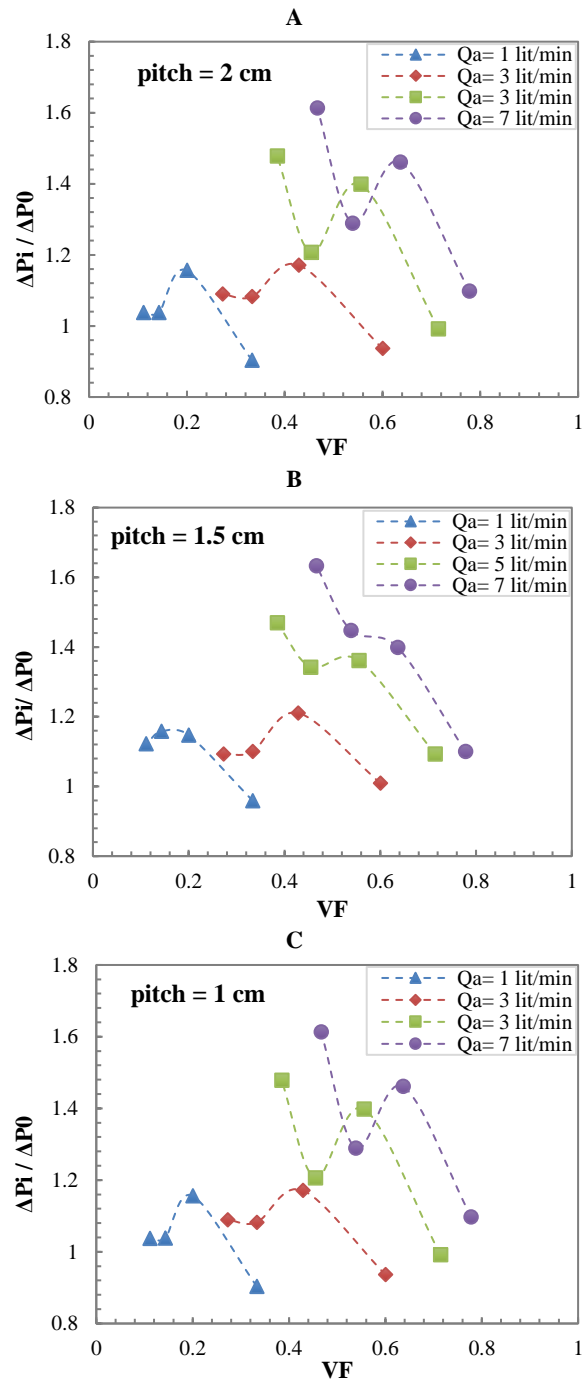 A
pitch = 2 cm
Qa= 1 lit/min
Qa= 3 lit/min
Qa= 3 lit/min
Qa= 7 lit/min
1.8
1.6
1.4
1.2
1
0.8
ΔPi / ΔP0
0 0.2 0.4 0.6 0.8 1
VF
B
pitch = 1.5 cm
Qa= 1 lit/min
Qa= 3 lit/min
Qa= 5 lit/min
Qa= 7 lit/min
1.8
1.6
1.4
1.2
1
0.8
ΔPi/ ΔP0
0 0.2 0.4 0.6 0.8 1
VF
C
pitch = 1 cm
Qa= 1 lit/min
Qa= 3 lit/min
Qa= 3 lit/min
Qa= 7 lit/min
1.8
1.6
1.4
1.2
1
0.8
ΔPi / ΔP0
0 0.2 0.4 0.6 0.8 1
VF